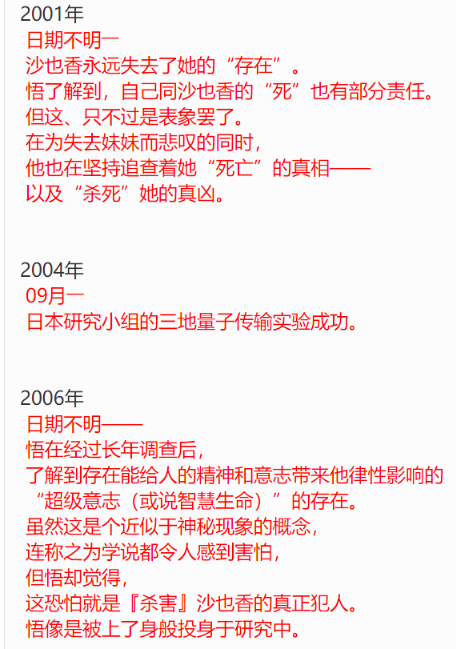 2001年
日期不明一
沙也香永远失去了她的“存在”。
悟了解到，自己同沙也香的“死”也有部分责任。
但这、只不过是表象罢了。
在为失去妹妹而悲叹的同时，
他也在坚持追查着她“死亡”的真相——
以及“杀死”她的真凶。
2004年
09月一
日本研究小组的三地量子传输实验成功。
2006年
日期不明——
悟在经过长年调查后，
了解到存在能给人的精神和意志带来他律性影响的
“超级意志（或说智慧生命）”的存在。
虽然这是个近似于神秘现象的概念，
连称之为学说都令人感到害怕，
但悟却觉得，
这恐怕就是『杀害』沙也香的真正犯人。
悟像是被上了身般投身于研究中。